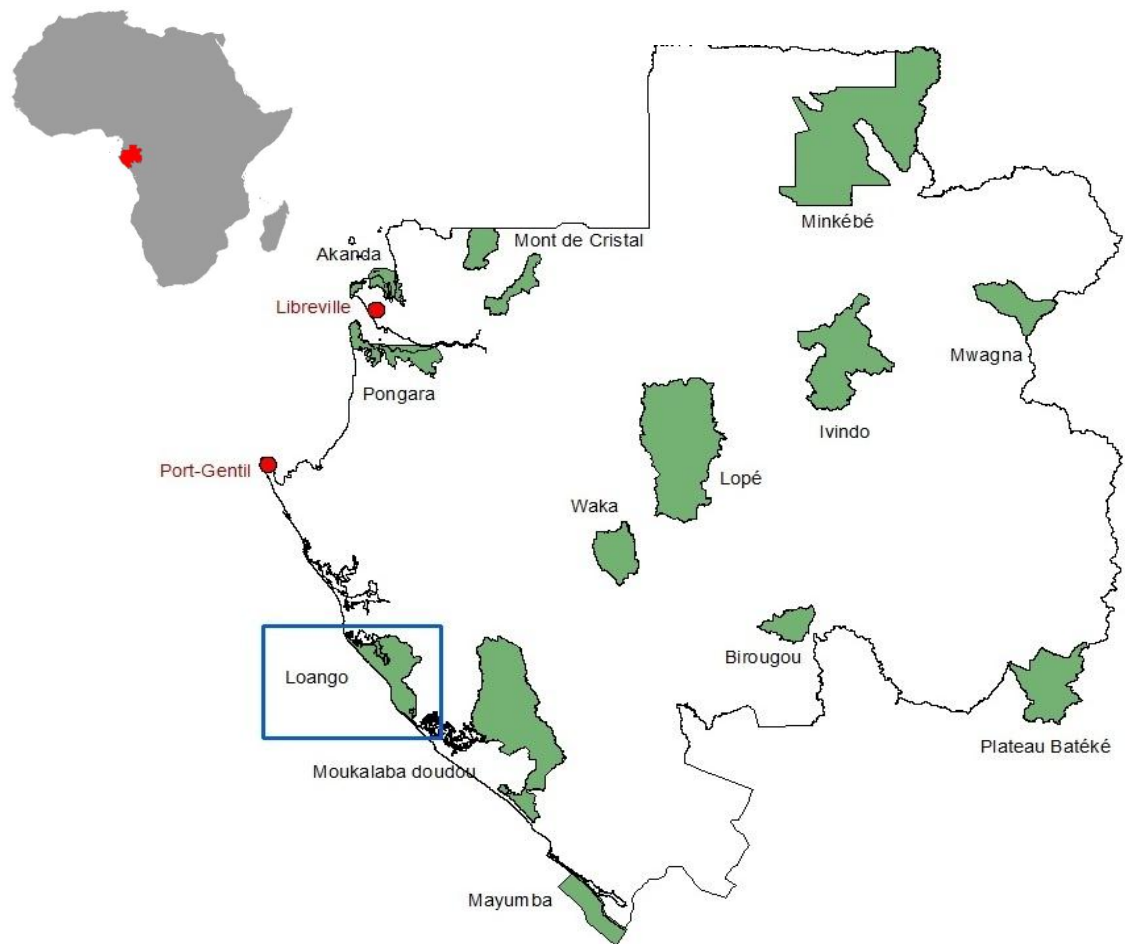 Minkébé
Mont de Cristal
Akanda
Libreville
Mwagna
Pongara
Ivindo
Port-Gentil
Lopé
Waka
Birougou
Loango
Plateau Batéké
Moukalaba doudou
Mayumba